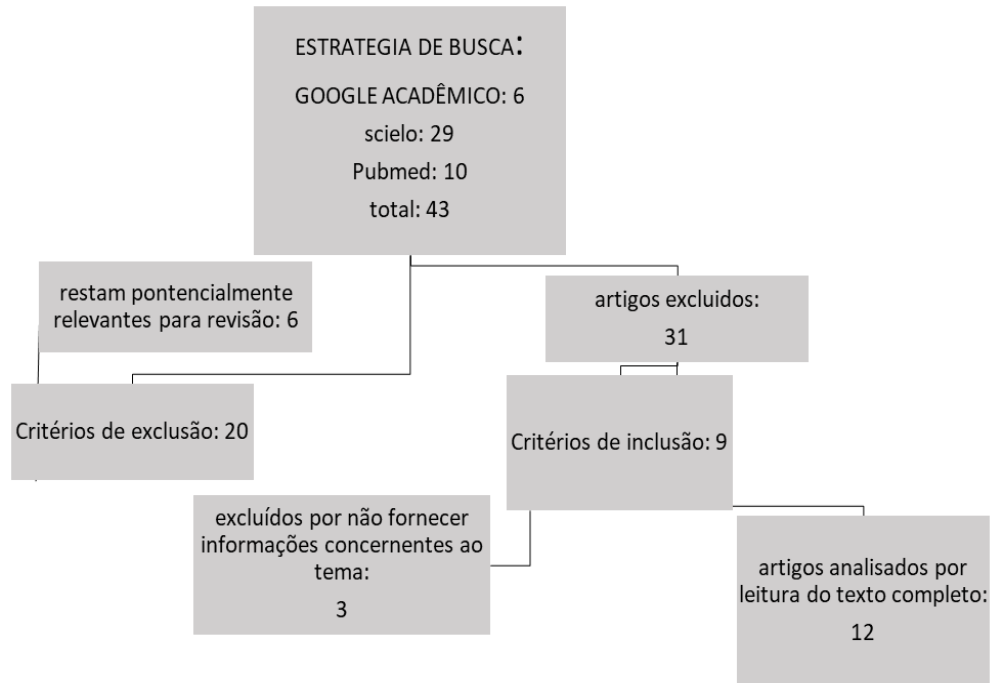 ESTRATEGIA DE BUSCA:
GOOGLE ACADÊMICO: 6
scielo: 29
Pubmed: 10
total: 43
restam pontencialmente
relevantes para revisão: 6
artigos excluidos:
31
Critérios de exclusão: 20
Critérios de inclusão: 9
excluídos por não fornecer
informações concernentes ao
tema:
3
artigos analisados por
leitura do texto completo:
12